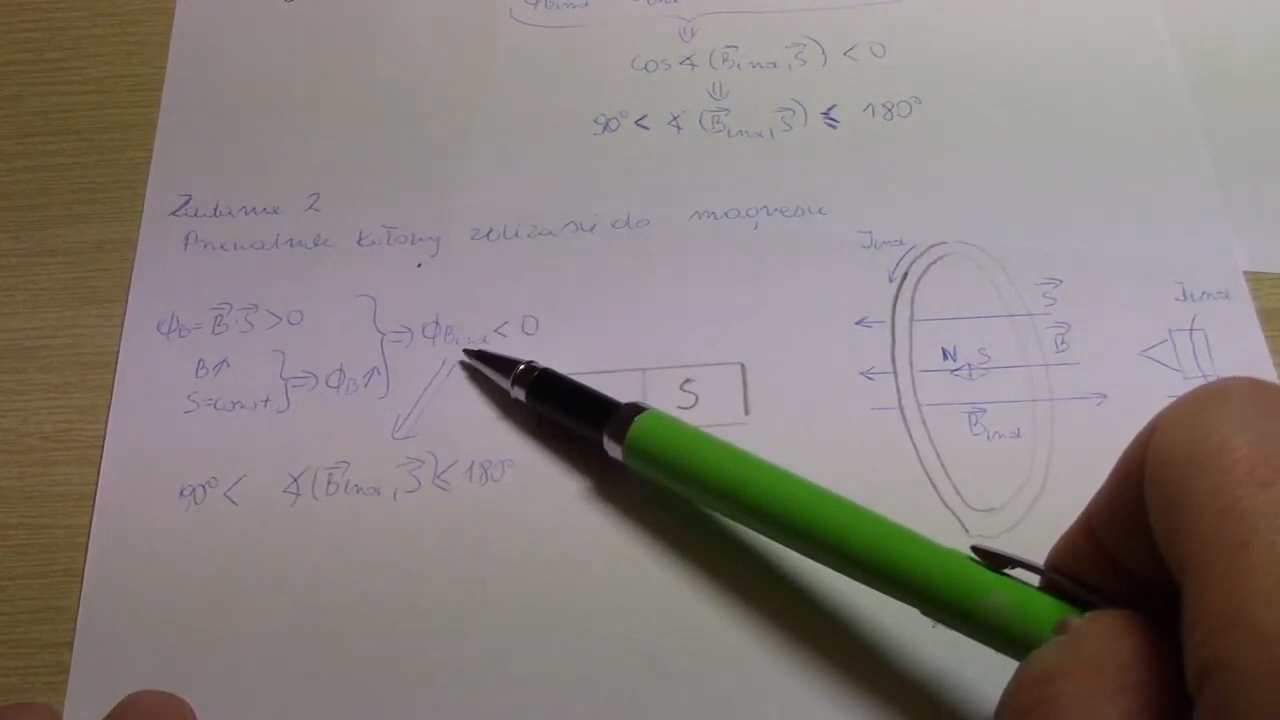 cos∢(B⃗ind,S⃗) < 0
⇓
90° < ∢(B⃗ind,S⃗) ≤ 180°
Zadanie 2
Przewodnik kołowy zbliża się do magnesu
Iind
S⃗
ΦB = B⃗·S⃗ > 0
B↑
S = const
⇒ ΦB↑
⇒ ΦBind < 0
S
N S
B⃗
B⃗ind
Iind
90° < ∢(B⃗ind,S⃗) ≤ 180°